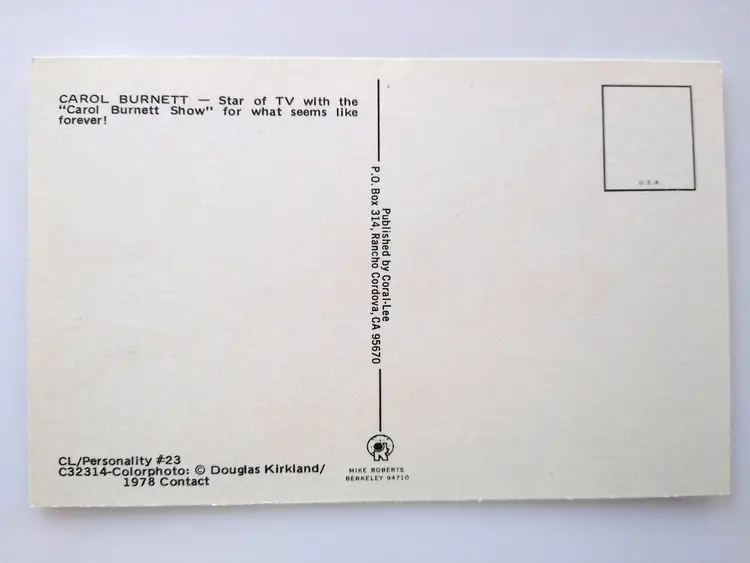 CAROL BURNETT — Star of TV with the
"Carol Burnett Show" for what seems like
forever!
U.S.A.
Published by Coral-Lee
P.O. Box 314, Rancho Cordova, CA 95670
CL/Personality #23
C32314-Colorphoto: © Douglas Kirkland/
1978 Contact
MIKE ROBERTS
BERKELEY 94710